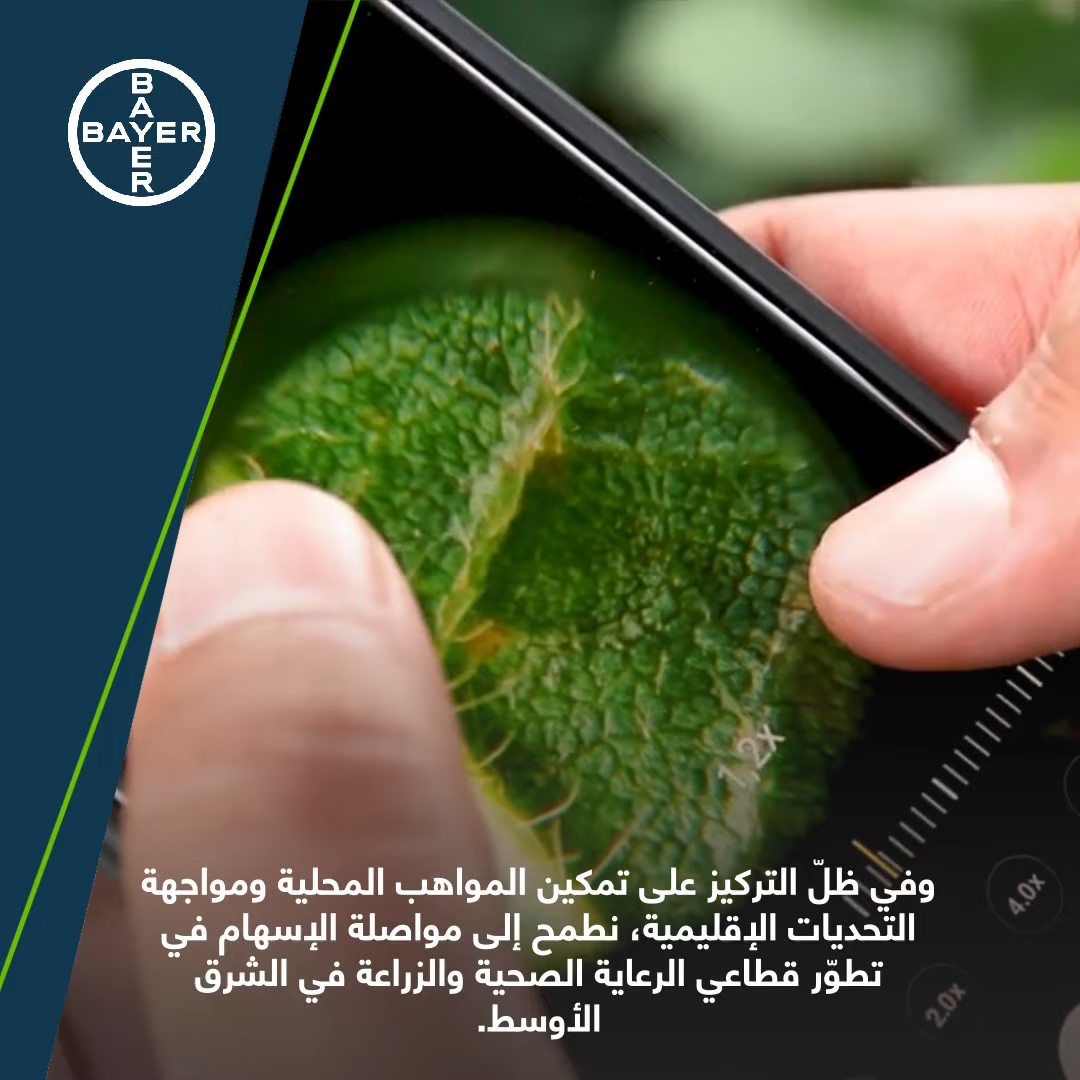 BAYER
BAYER
1,2x
4.0x
2.0x
وفي ظلّ التركيز على تمكين المواهب المحلية ومواجهة
التحديات الإقليمية، نطمح إلى مواصلة الإسهام في
تطوّر قطاعي الرعاية الصحية والزراعة في الشرق
الأوسط.